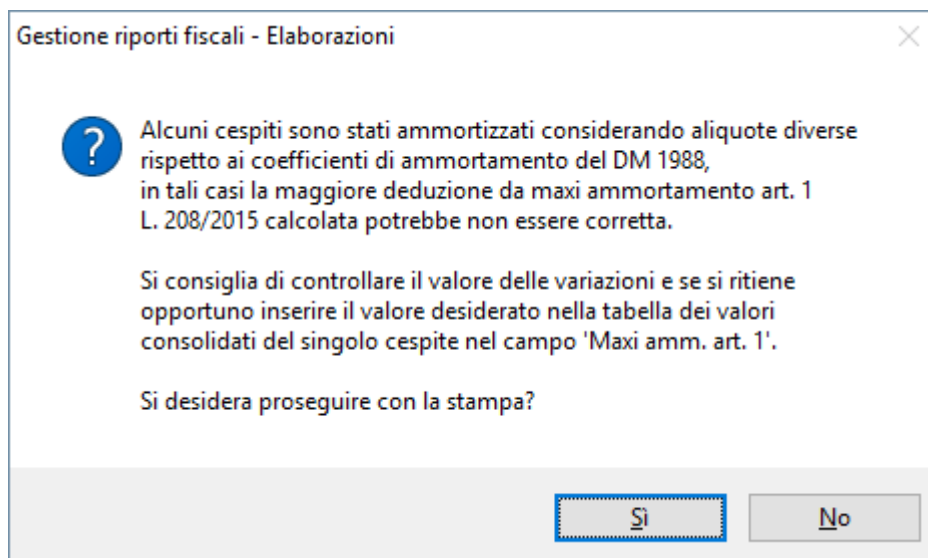 Gestione riporti fiscali - Elaborazioni
Alcuni cespiti sono stati ammortizzati considerando aliquote diverse
rispetto ai coefficienti di ammortamento del DM 1988,
in tali casi la maggiore deduzione da maxi ammortamento art. 1
L. 208/2015 calcolata potrebbe non essere corretta.
Si consiglia di controllare il valore delle variazioni e se si ritiene
opportuno inserire il valore desiderato nella tabella dei valori
consolidati del singolo cespite nel campo 'Maxi amm. art. 1'.
Si desidera proseguire con la stampa?
Sì
No